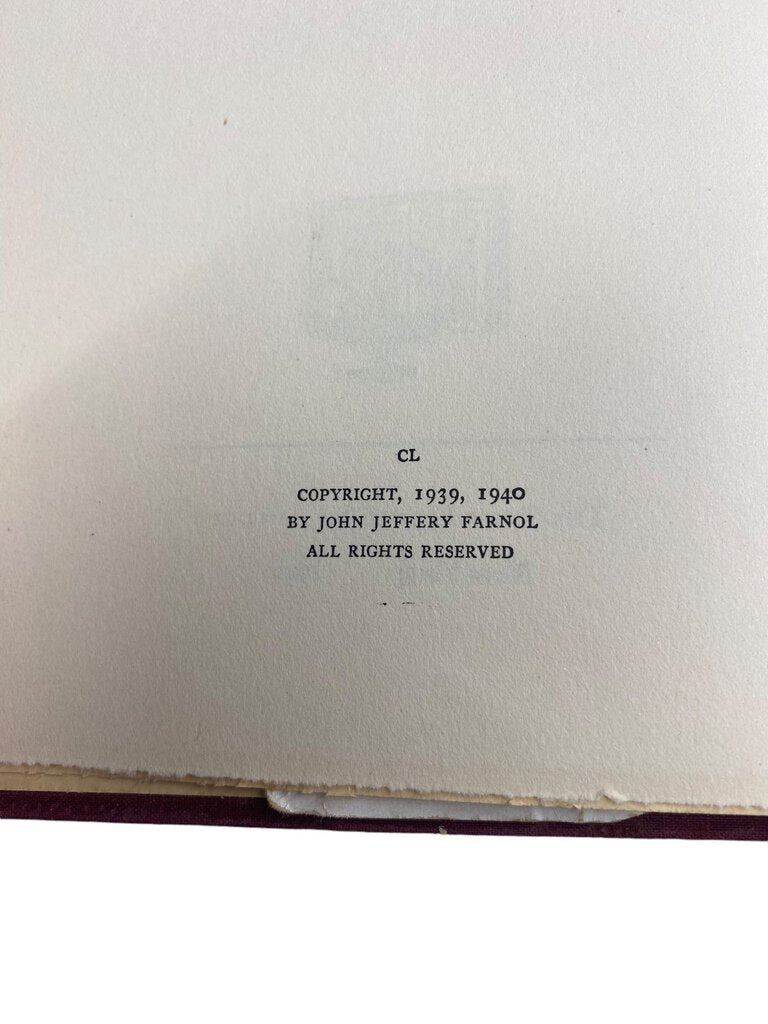 CL
COPYRIGHT, 1939, 1940
BY JOHN JEFFERY FARNOL
ALL RIGHTS RESERVED